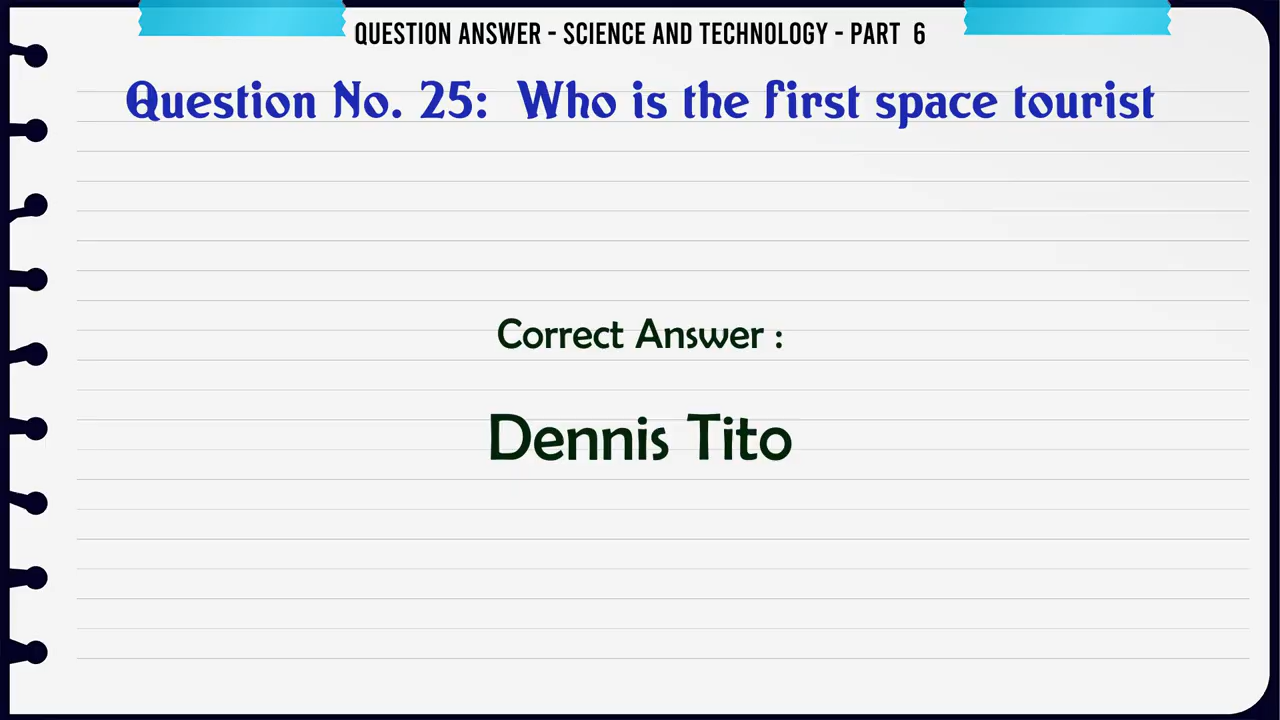 QUESTION ANSWER - SCIENCE AND TECHNOLOGY - PART 6
Question No. 25: Who is the first space tourist
Correct Answer :
Dennis Tito